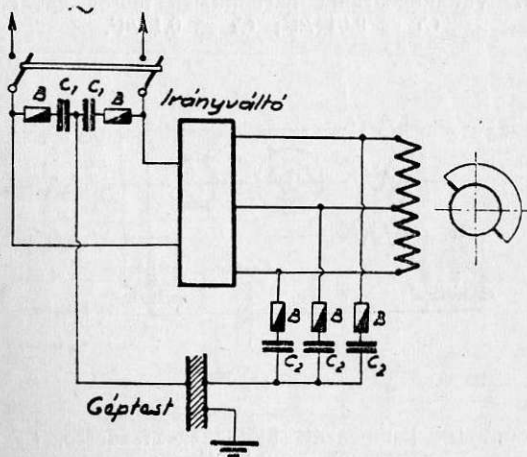 ~
B C₁ C₁ B
Irányváltó
B B B
C₂ C₂ C₂
Géptest